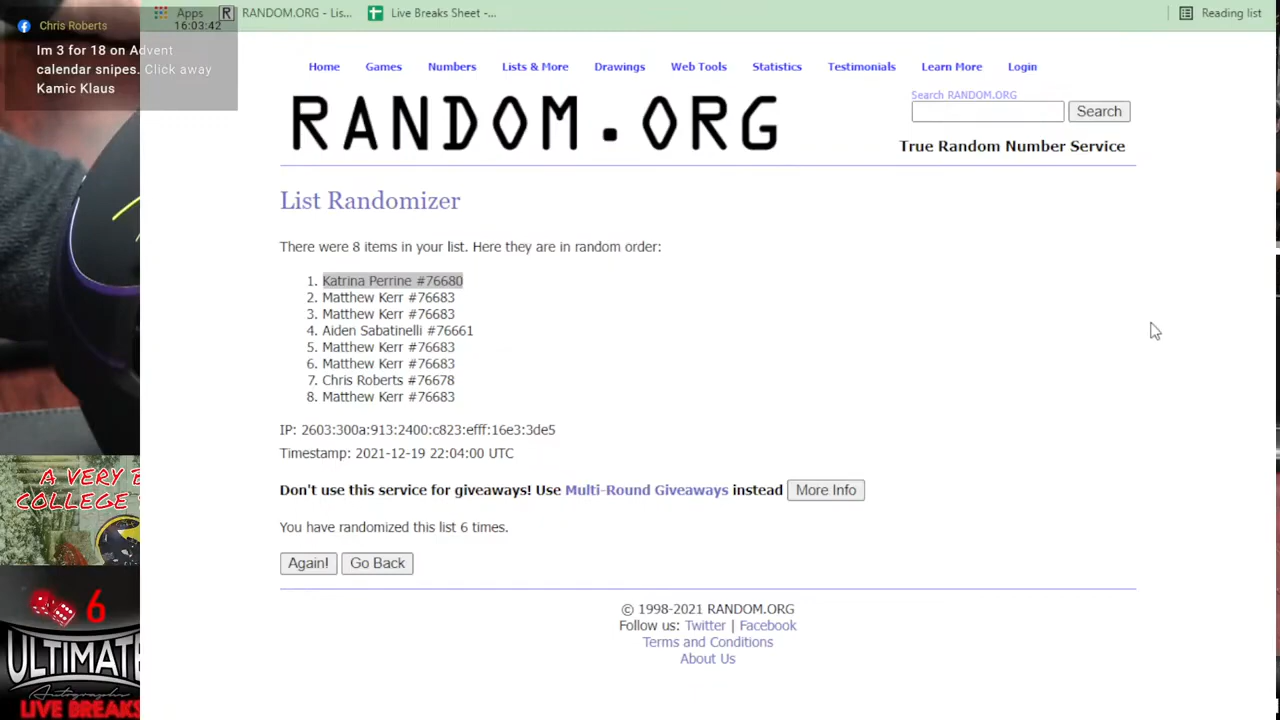 Apps
RANDOM.ORG - Lis...
Live Breaks Sheet -...
Reading list
16:03:42
Chris Roberts
Im 3 for 18 on Advent
calendar snipes. Click away
Kamic Klaus
Home Games Numbers Lists & More Drawings Web Tools Statistics Testimonials Learn More Login
RANDOM.ORG
Search RANDOM.ORG
Search
True Random Number Service
List Randomizer
There were 8 items in your list. Here they are in random order:
1. Katrina Perrine #76680
2. Matthew Kerr #76683
3. Matthew Kerr #76683
4. Aiden Sabatinelli #76661
5. Matthew Kerr #76683
6. Matthew Kerr #76683
7. Chris Roberts #76678
8. Matthew Kerr #76683
IP: 2603:300a:913:2400:c823:efff:16e3:3de5
Timestamp: 2021-12-19 22:04:00 UTC
Don't use this service for giveaways! Use Multi-Round Giveaways instead More Info
You have randomized this list 6 times.
Again! Go Back
© 1998-2021 RANDOM.ORG
Follow us: Twitter | Facebook
Terms and Conditions
About Us
A VERY
COLLEGE
6
ULTIMATE
Autographs
LIVE BREAKS